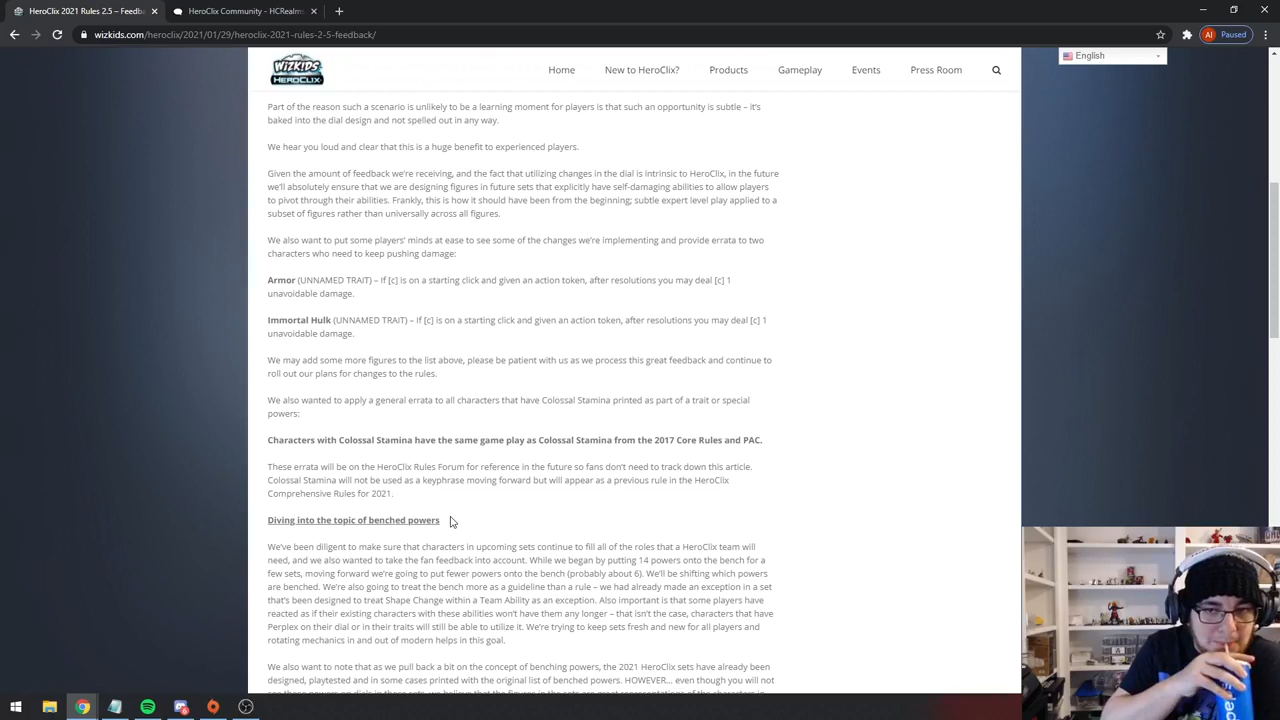 HeroClix 2021 Rules 2.5: Feedback
HeroClix Comments
wizkids.com/heroclix/2021/01/29/heroclix-2021-rules-2-5-feedback/
AI Paused
WIZKIDS
HEROCLIX
Home New to HeroClix? Products Gameplay Events Press Room
English
Part of the reason such a scenario is unlikely to be a learning moment for players is that such an opportunity is subtle – it's
baked into the dial design and not spelled out in any way.
We hear you loud and clear that this is a huge benefit to experienced players.
Given the amount of feedback we're receiving, and the fact that utilizing changes in the dial is intrinsic to HeroClix, in the future
we'll absolutely ensure that we are designing figures in future sets that explicitly have self-damaging abilities to allow players
to pivot through their abilities. Frankly, this is how it should have been from the beginning; subtle expert level play applied to a
subset of figures rather than universally across all figures.
We also want to put some players' minds at ease to see some of the changes we're implementing and provide errata to two
characters who need to keep pushing damage:
Armor (UNNAMED TRAIT) – If [c] is on a starting click and given an action token, after resolutions you may deal [c] 1
unavoidable damage.
Immortal Hulk (UNNAMED TRAIT) – If [c] is on a starting click and given an action token, after resolutions you may deal [c] 1
unavoidable damage.
We may add some more figures to the list above, please be patient with us as we process this great feedback and continue to
roll out our plans for changes to the rules.
We also wanted to apply a general errata to all characters that have Colossal Stamina printed as part of a trait or special
powers:
Characters with Colossal Stamina have the same game play as Colossal Stamina from the 2017 Core Rules and PAC.
These errata will be on the HeroClix Rules Forum for reference in the future so fans don't need to track down this article.
Colossal Stamina will not be used as a keyphrase moving forward but will appear as a previous rule in the HeroClix
Comprehensive Rules for 2021.
Diving into the topic of benched powers
We've been diligent to make sure that characters in upcoming sets continue to fill all of the roles that a HeroClix team will
need, and we also wanted to take the fan feedback into account. While we began by putting 14 powers onto the bench for a
few sets, moving forward we're going to put fewer powers onto the bench (probably about 6). We'll be shifting which powers
are benched. We're also going to treat the bench more as a guideline than a rule – we had already made an exception in a set
that's been designed to treat Shape Change within a Team Ability as an exception. Also important is that some players have
reacted as if their existing characters with these abilities won't have them any longer – that isn't the case, characters that have
Perplex on their dial or in their traits will still be able to utilize it. We're trying to keep sets fresh and new for all players and
rotating mechanics in and out of modern helps in this goal.
We also want to note that as we pull back a bit on the concept of benching powers, the 2021 HeroClix sets have already been
designed, playtested and in some cases printed with the original list of benched powers. HOWEVER... even though you will not